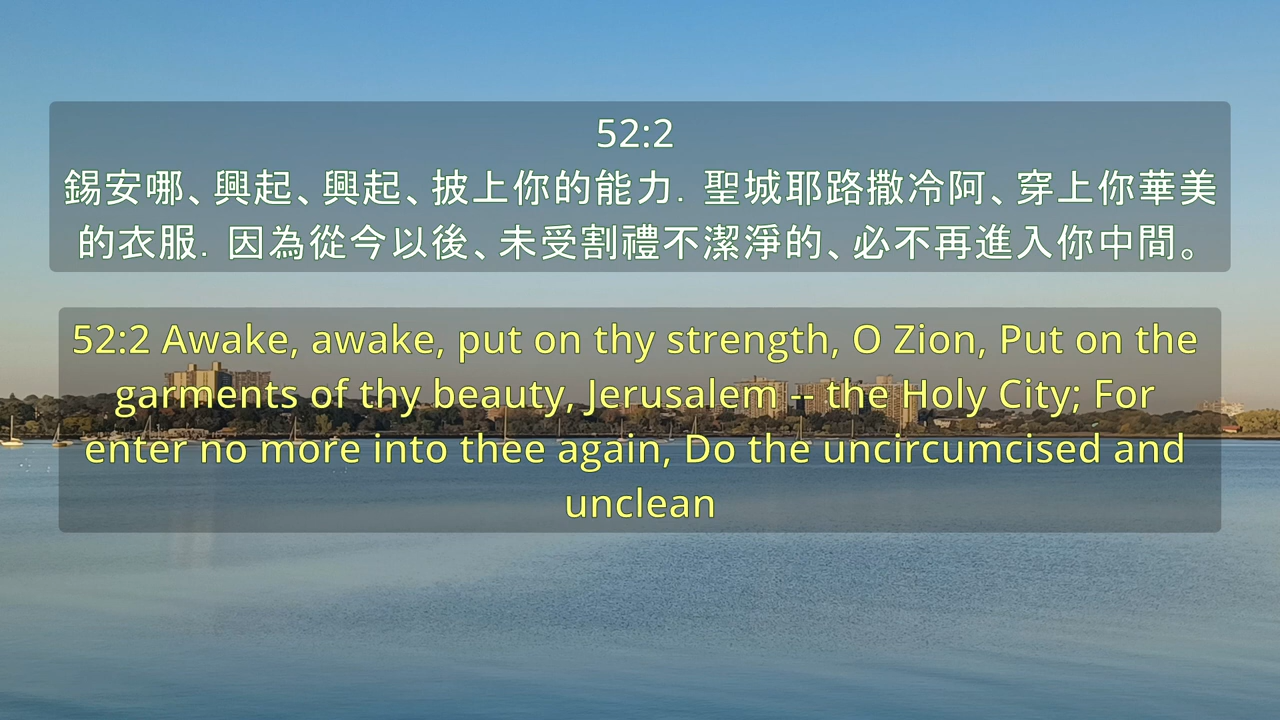 52:2
錫安哪、興起、興起、披上你的能力. 聖城耶路撒冷阿、穿上你華美
的衣服. 因為從今以後、未受割禮不潔淨的、必不再進入你中間。
52:2 Awake, awake, put on thy strength, O Zion, Put on the
garments of thy beauty, Jerusalem -- the Holy City; For
enter no more into thee again, Do the uncircumcised and
unclean